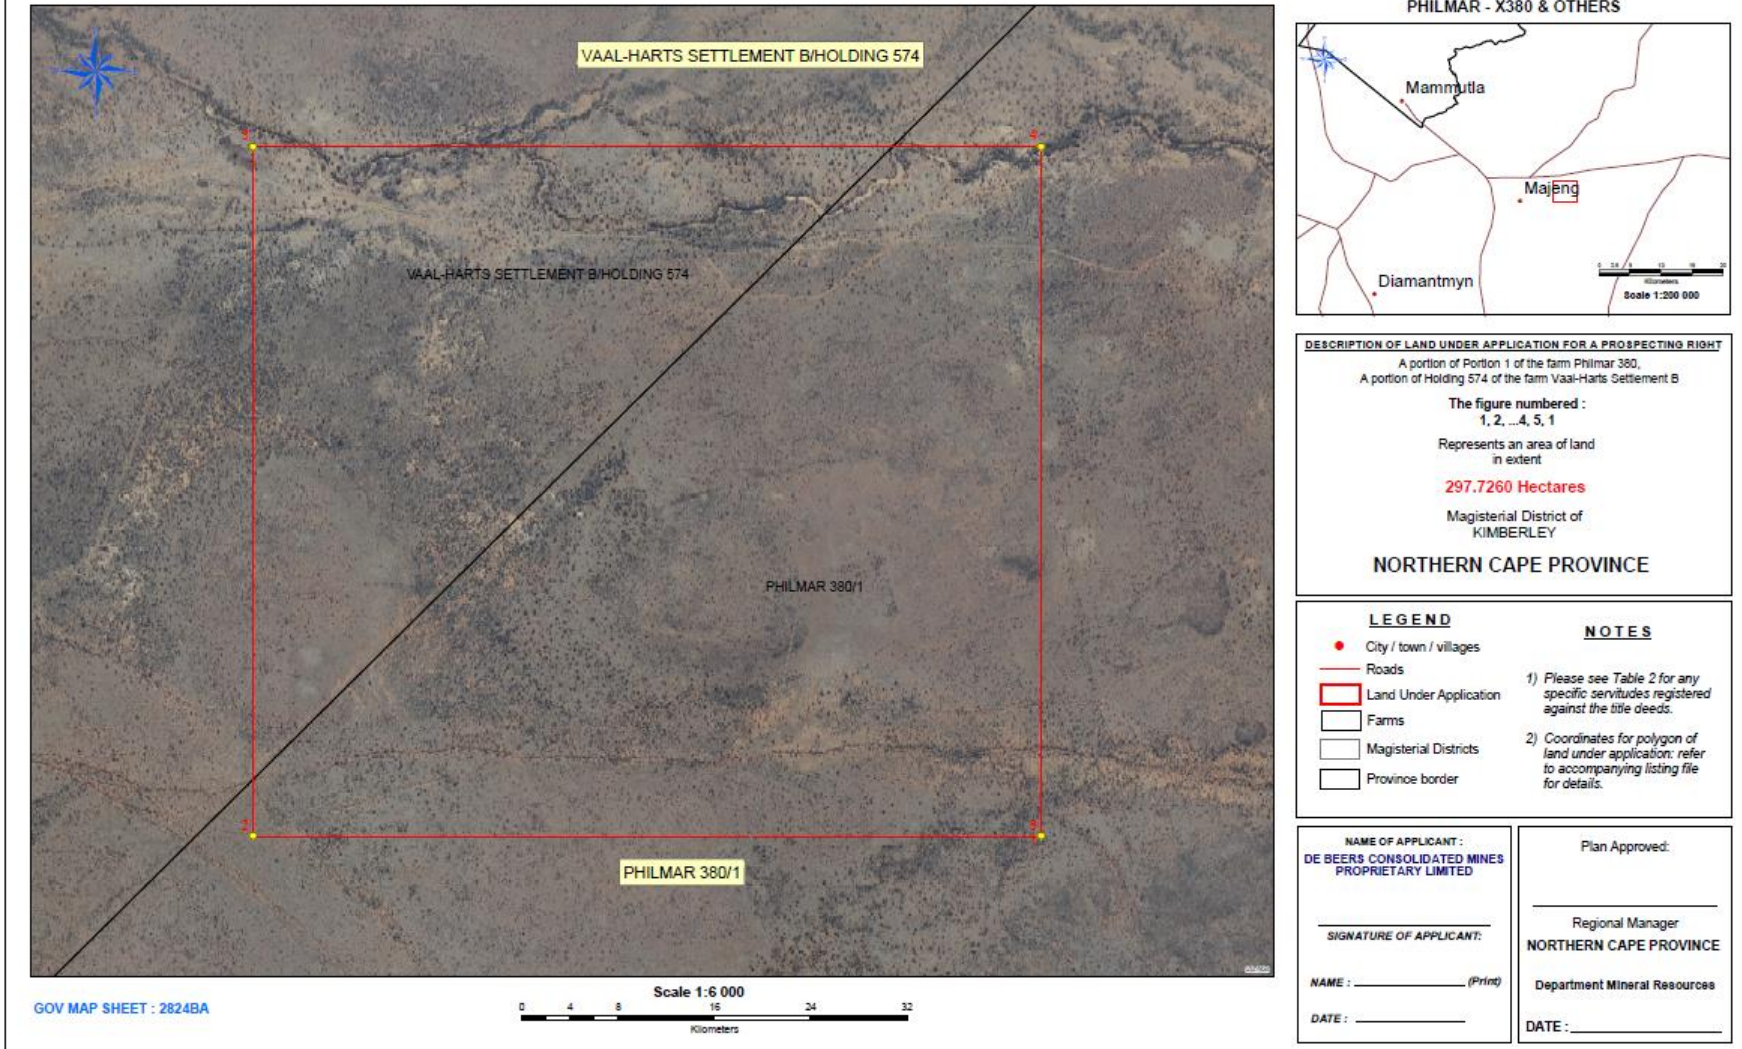 PHILMAR - X380 & OTHERS
VAAL-HARTS SETTLEMENT B/HOLDING 574
4
VAAL-HARTS SETTLEMENT B/HOLDING 574
PHILMAR 380/1
PHILMAR 380/1
GOV MAP SHEET : 2824BA
Scale 1:6 000
0 4 8 16 24 32
Kilometers
Mammutla
Majeng
Diamantmyn
Kilometers
Scale 1:200 000
DESCRIPTION OF LAND UNDER APPLICATION FOR A PROSPECTING RIGHT
A portion of Portion 1 of the farm Philmar 380,
A portion of Holding 574 of the farm Vaal-Harts Settlement B
The figure numbered :
1, 2, ...4, 5, 1
Represents an area of land
in extent
297.7260 Hectares
Magisterial District of
KIMBERLEY
NORTHERN CAPE PROVINCE
LEGEND
City / town / villages
Roads
Land Under Application
Farms
Magisterial Districts
Province border
NOTES
1) Please see Table 2 for any
specific servitudes registered
against the title deeds.
2) Coordinates for polygon of
land under application: refer
to accompanying listing file
for details.
NAME OF APPLICANT :
DE BEERS CONSOLIDATED MINES
PROPRIETARY LIMITED
SIGNATURE OF APPLICANT:
NAME : (Print)
DATE :
Plan Approved:
Regional Manager
NORTHERN CAPE PROVINCE
Department Mineral Resources
DATE :